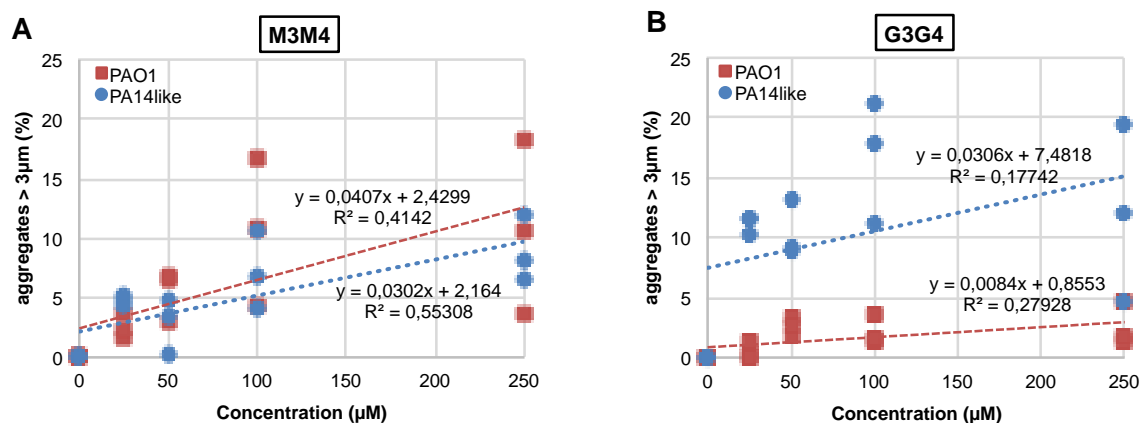 A
M3M4
25
20
15
10
5
0
aggregates > 3µm (%)
PAO1
PA14like
y = 0,0407x + 2,4299
R² = 0,4142
y = 0,0302x + 2,164
R² = 0,55308
0 50 100 150 200 250
Concentration (µM)
B
G3G4
25
20
15
10
5
0
aggregates > 3µm (%)
PAO1
PA14like
y = 0,0306x + 7,4818
R² = 0,17742
y = 0,0084x + 0,8553
R² = 0,27928
0 50 100 150 200 250
Concentration (µM)